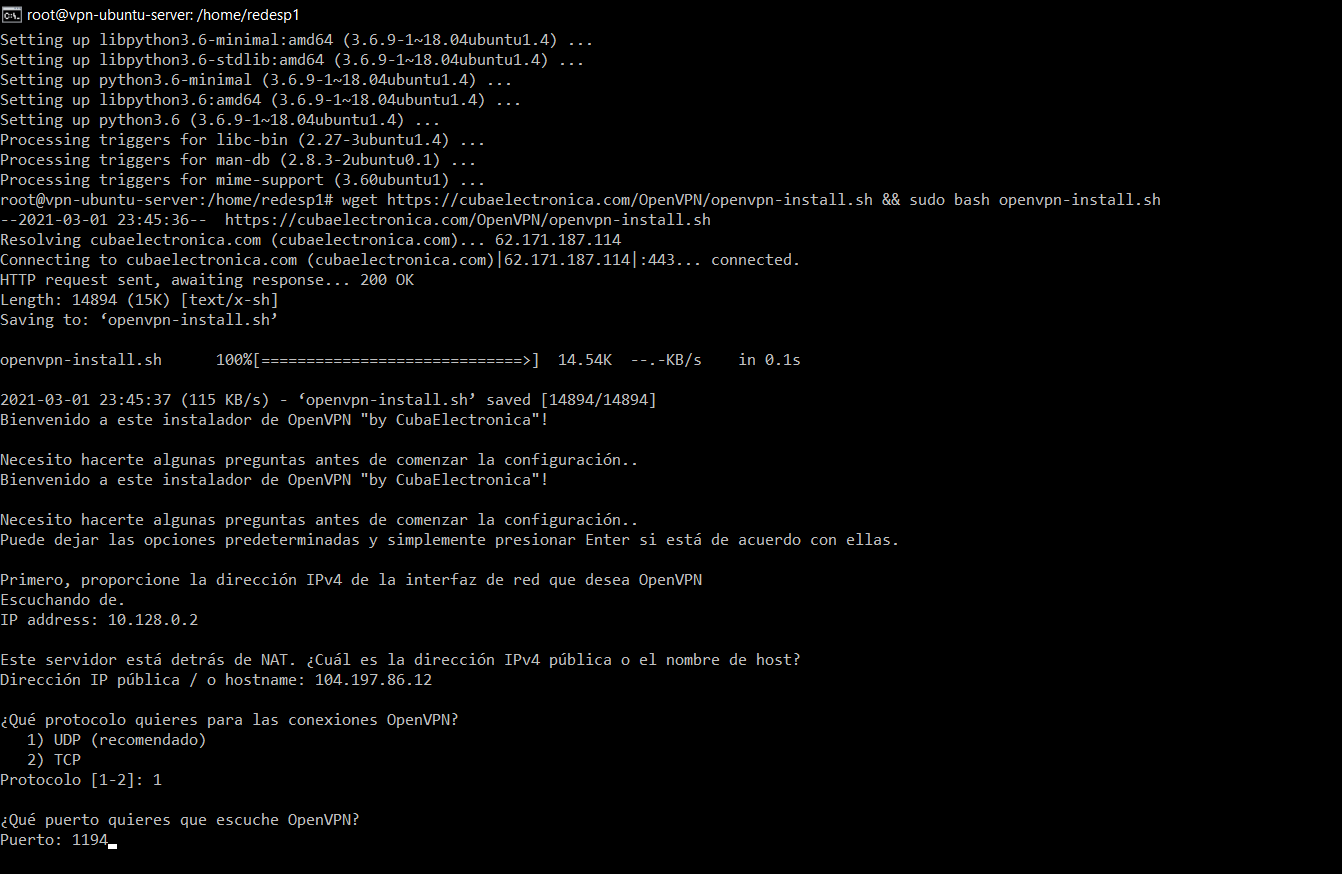 root@vpn-ubuntu-server: /home/redesp1
Setting up libpython3.6-minimal:amd64 (3.6.9-1~18.04ubuntu1.4) ...
Setting up libpython3.6-stdlib:amd64 (3.6.9-1~18.04ubuntu1.4) ...
Setting up python3.6-minimal (3.6.9-1~18.04ubuntu1.4) ...
Setting up libpython3.6:amd64 (3.6.9-1~18.04ubuntu1.4) ...
Setting up python3.6 (3.6.9-1~18.04ubuntu1.4) ...
Processing triggers for libc-bin (2.27-3ubuntu1.4) ...
Processing triggers for man-db (2.8.3-2ubuntu0.1) ...
Processing triggers for mime-support (3.60ubuntu1) ...
root@vpn-ubuntu-server:/home/redesp1# wget https://cubaelectronica.com/OpenVPN/openvpn-install.sh && sudo bash openvpn-install.sh
--2021-03-01 23:45:36--  https://cubaelectronica.com/OpenVPN/openvpn-install.sh
Resolving cubaelectronica.com (cubaelectronica.com)... 62.171.187.114
Connecting to cubaelectronica.com (cubaelectronica.com)|62.171.187.114|:443... connected.
HTTP request sent, awaiting response... 200 OK
Length: 14894 (15K) [text/x-sh]
Saving to: ‘openvpn-install.sh’
openvpn-install.sh      100%[=============================>]  14.54K  --.-KB/s    in 0.1s
2021-03-01 23:45:37 (115 KB/s) - ‘openvpn-install.sh’ saved [14894/14894]
Bienvenido a este instalador de OpenVPN "by CubaElectronica"!
Necesito hacerte algunas preguntas antes de comenzar la configuración..
Bienvenido a este instalador de OpenVPN "by CubaElectronica"!
Necesito hacerte algunas preguntas antes de comenzar la configuración..
Puede dejar las opciones predeterminadas y simplemente presionar Enter si está de acuerdo con ellas.
Primero, proporcione la dirección IPv4 de la interfaz de red que desea OpenVPN
Escuchando de.
IP address: 10.128.0.2
Este servidor está detrás de NAT. ¿Cuál es la dirección IPv4 pública o el nombre de host?
Dirección IP pública / o hostname: 104.197.86.12
¿Qué protocolo quieres para las conexiones OpenVPN?
1) UDP (recomendado)
2) TCP
Protocolo [1-2]: 1
¿Qué puerto quieres que escuche OpenVPN?
Puerto: 1194